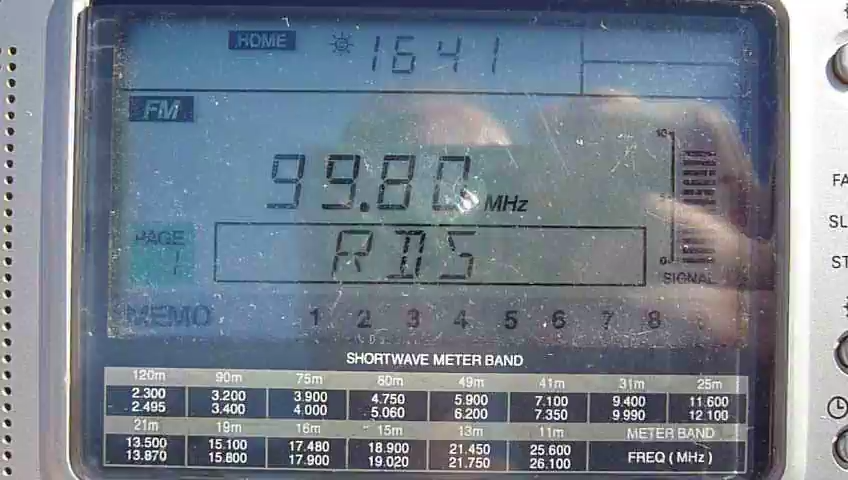 HOME 1641
FM
99.80 MHz
10
PAGE 1
RDS
0
SIGNAL
MEMO 1 2 3 4 5 6 7 8
SHORTWAVE METER BAND
120m 90m 75m 60m 49m 41m 31m 25m
2.300 3.200 3.900 4.750 5.900 7.100 9.400 11.600
2.495 3.400 4.000 5.060 6.200 7.350 9.990 12.100
21m 19m 16m 15m 13m 11m METER BAND
13.500 15.100 17.480 18.900 21.450 25.600 FREQ (MHz)
13.870 15.800 17.900 19.020 21.750 26.100
FA
SL
ST